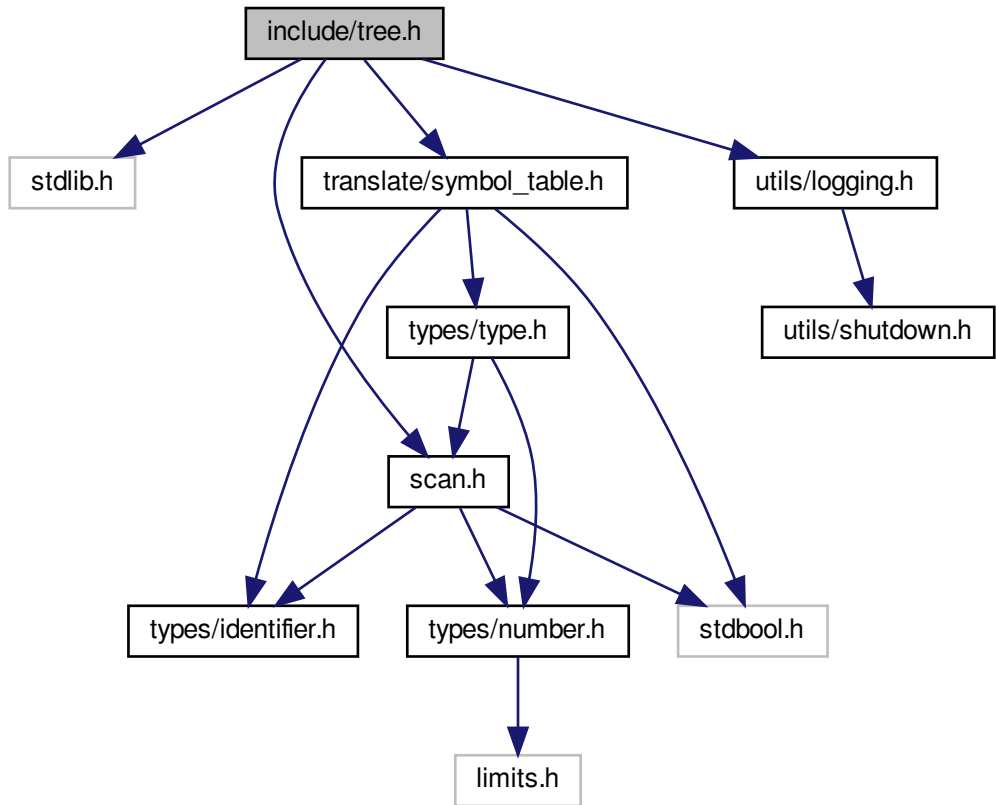 include/tree.h
stdlib.h
translate/symbol_table.h
utils/logging.h
types/type.h
utils/shutdown.h
scan.h
types/identifier.h
types/number.h
stdbool.h
limits.h